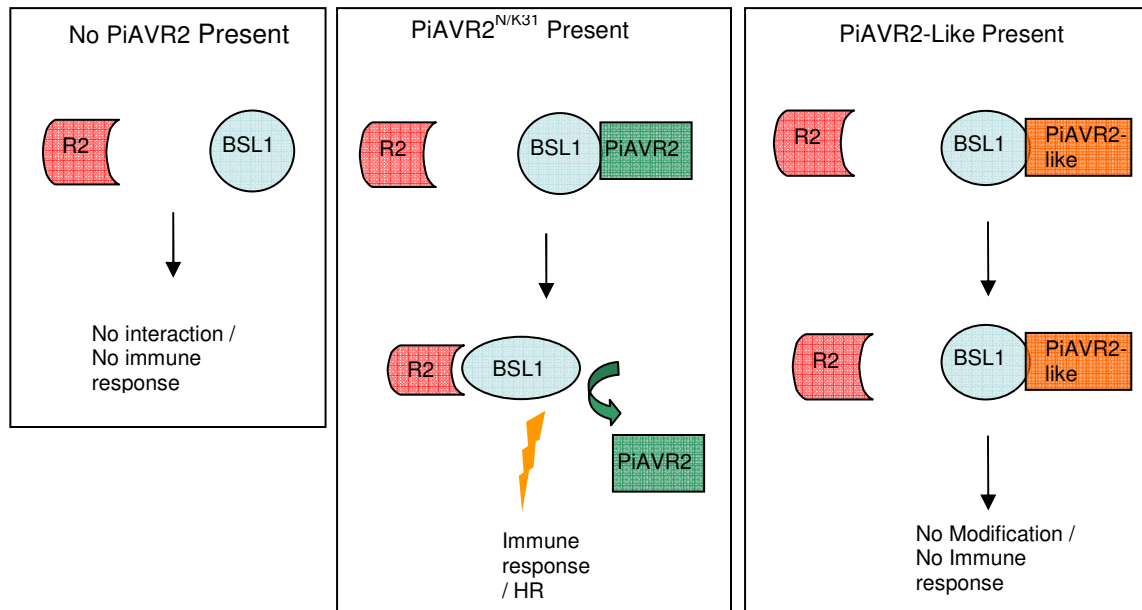 No PiAVR2 Present
R2
BSL1
No interaction /
No immune
response
PiAVR2^N/K31 Present
R2
BSL1
PiAVR2
R2
BSL1
PiAVR2
Immune
response
/ HR
PiAVR2-Like Present
R2
BSL1
PiAVR2-
like
R2
BSL1
PiAVR2-
like
No Modification /
No Immune
response